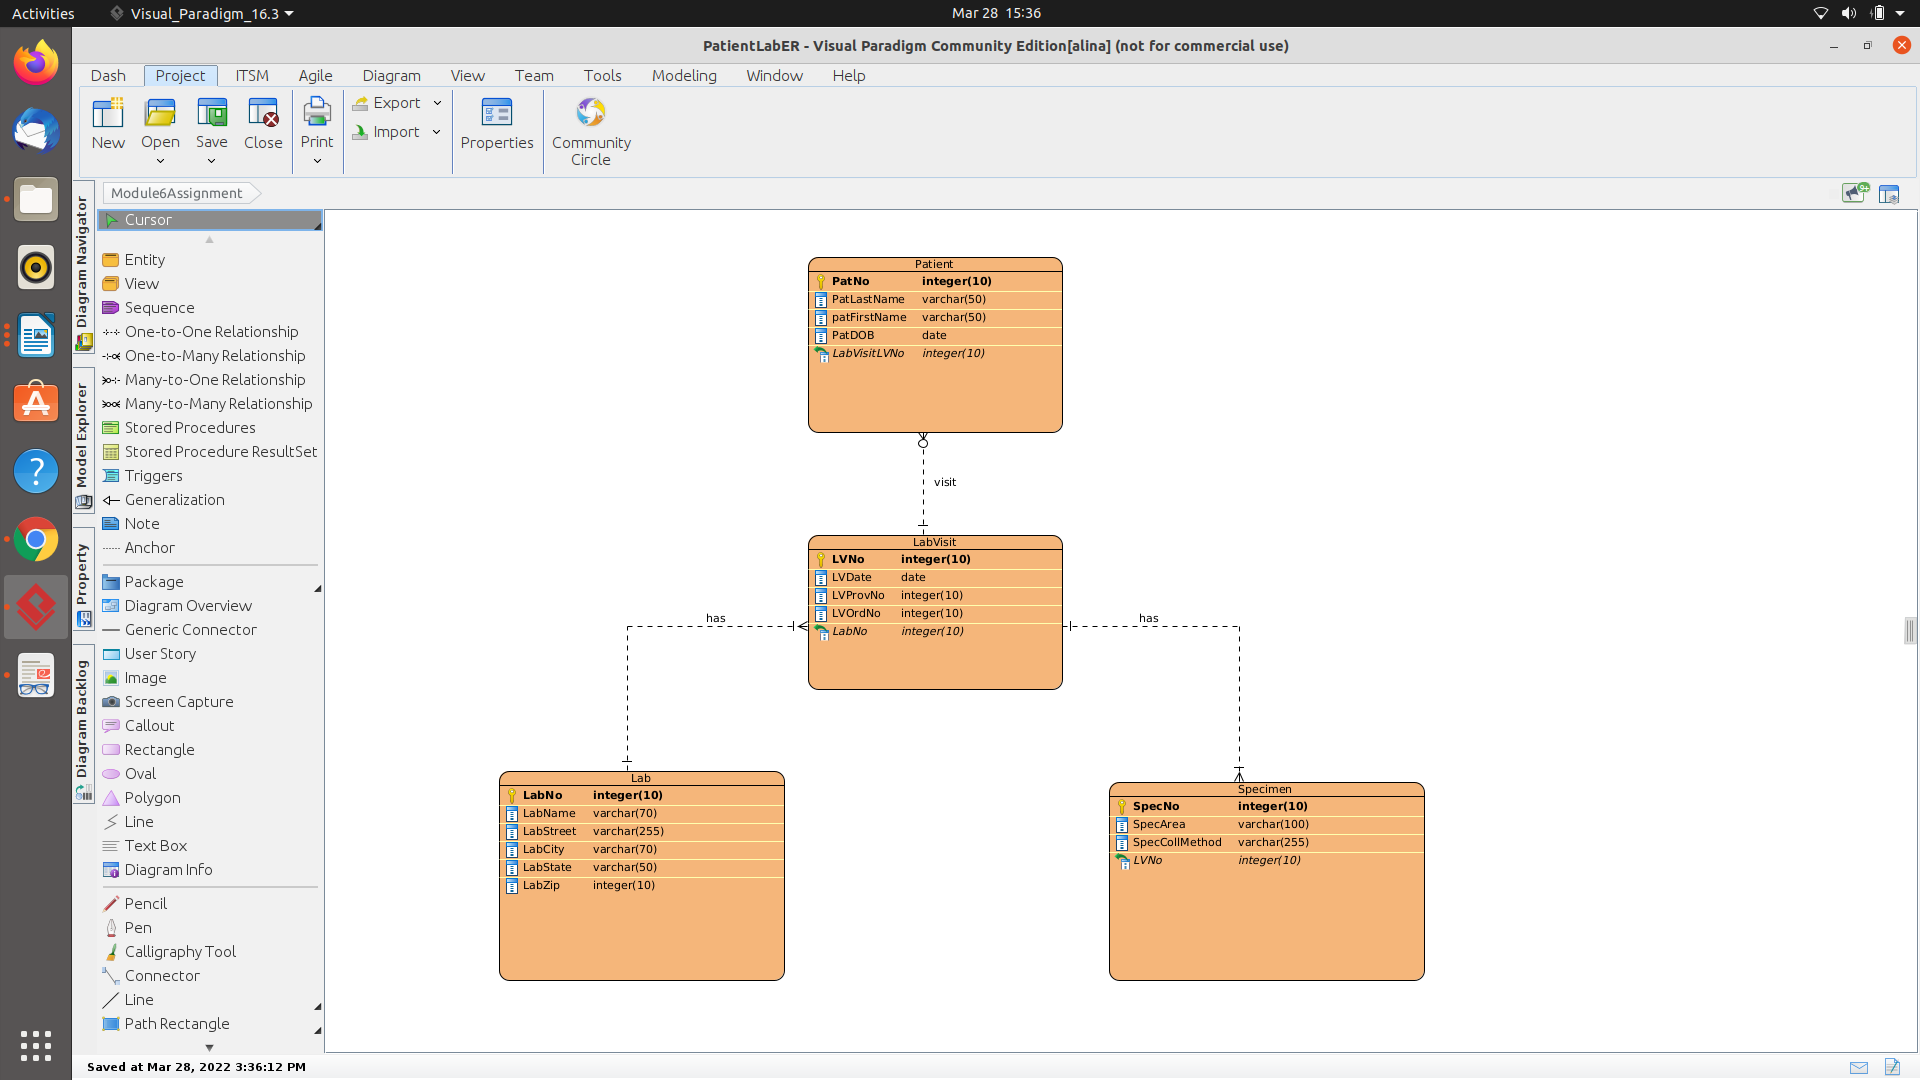 Activities
Visual_Paradigm_16.3
Mar 28 15:36
PatientLabER - Visual Paradigm Community Edition[alina] (not for commercial use)
Dash Project ITSM Agile Diagram View Team Tools Modeling Window Help
New
Open
Save
Close
Print
Export
Import
Properties
Community
Circle
Module6Assignment
9+
Diagram Navigator
Model Explorer
Property
Diagram Backlog
Cursor
Entity
View
Sequence
One-to-One Relationship
One-to-Many Relationship
Many-to-One Relationship
Many-to-Many Relationship
Stored Procedures
Stored Procedure ResultSet
Triggers
Generalization
Note
Anchor
Package
Diagram Overview
Generic Connector
User Story
Image
Screen Capture
Callout
Rectangle
Oval
Polygon
Line
Text Box
Diagram Info
Pencil
Pen
Calligraphy Tool
Connector
Line
Path Rectangle
Patient
PatNo integer(10)
PatLastName varchar(50)
patFirstName varchar(50)
PatDOB date
LabVisitLVNo integer(10)
visit
LabVisit
LVNo integer(10)
LVDate date
LVProvNo integer(10)
LVOrdNo integer(10)
LabNo integer(10)
has
has
Lab
LabNo integer(10)
LabName varchar(70)
LabStreet varchar(255)
LabCity varchar(70)
LabState varchar(50)
LabZip integer(10)
Specimen
SpecNo integer(10)
SpecArea varchar(100)
SpecCollMethod varchar(255)
LVNo integer(10)
Saved at Mar 28, 2022 3:36:12 PM